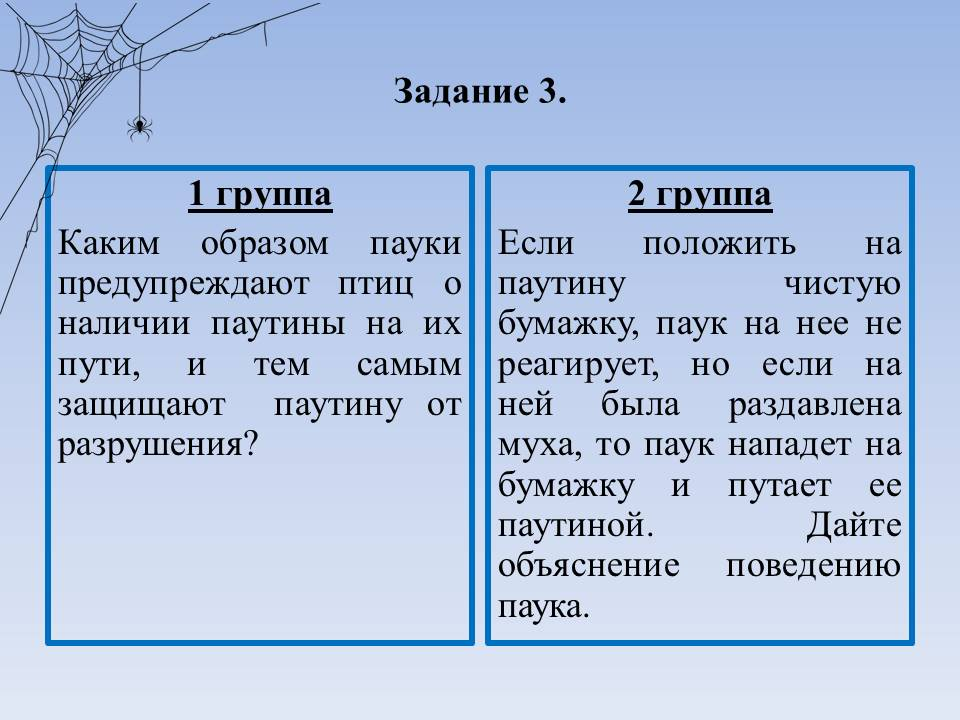 Задание 3.
1 группа
Каким образом пауки
предупреждают птиц о
наличии паутины на их
пути, и тем самым
защищают паутину от
разрушения?
2 группа
Если положить на
паутину чистую
бумажку, паук на нее не
реагирует, но если на
ней была раздавлена
муха, то паук нападет на
бумажку и путает ее
паутиной. Дайте
объяснение поведению
паука.